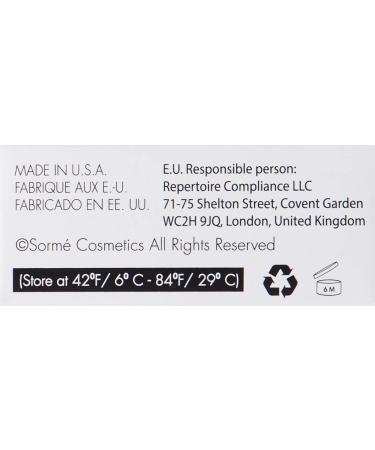 MADE IN U.S.A.
FABRIQUE AUX E.-U.
FABRICADO EN EE. UU.
E.U. Responsible person:
Repertoire Compliance LLC
71-75 Shelton Street, Covent Garden
WC2H 9JQ, London, United Kingdom
©Sormé Cosmetics All Rights Reserved
(Store at 42ºF/ 6º C - 84ºF/ 29º C)
6 M